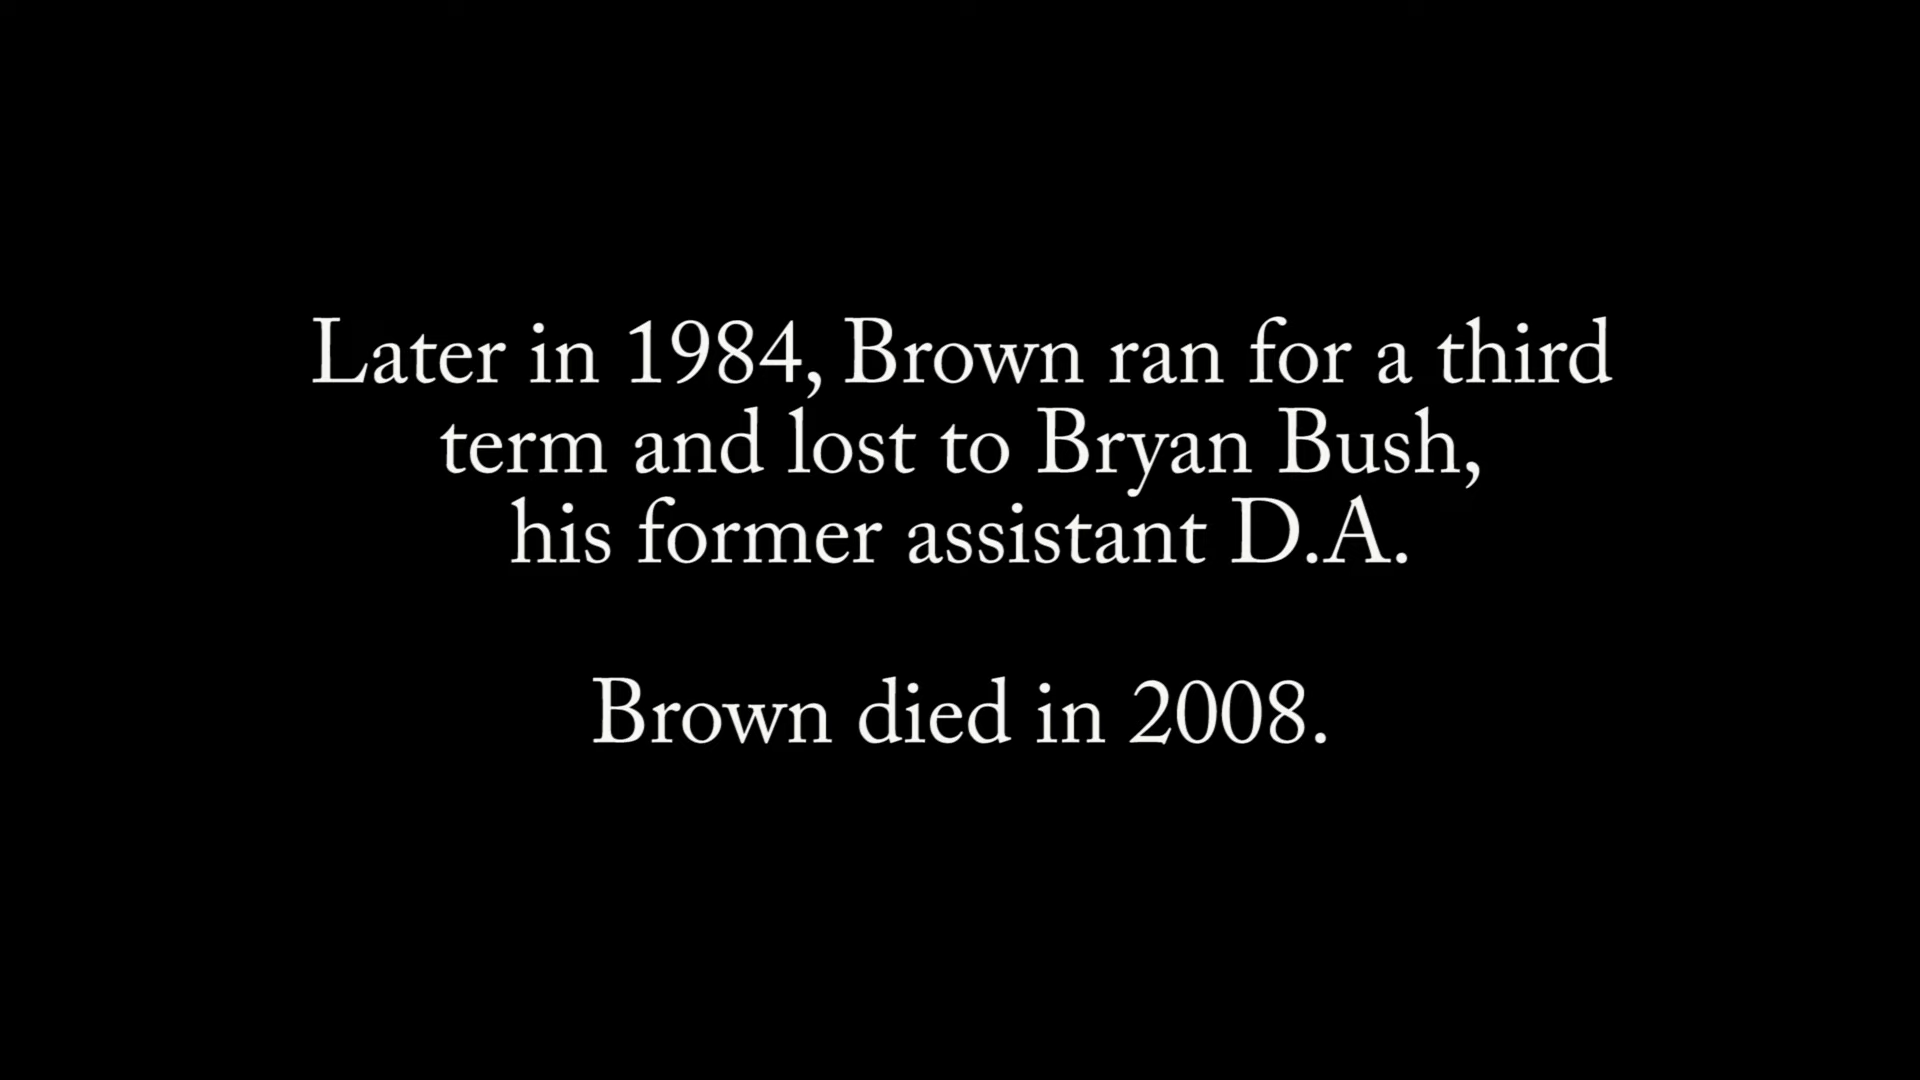 Later in 1984, Brown ran for a third
term and lost to Bryan Bush,
his former assistant D.A.
Brown died in 2008.